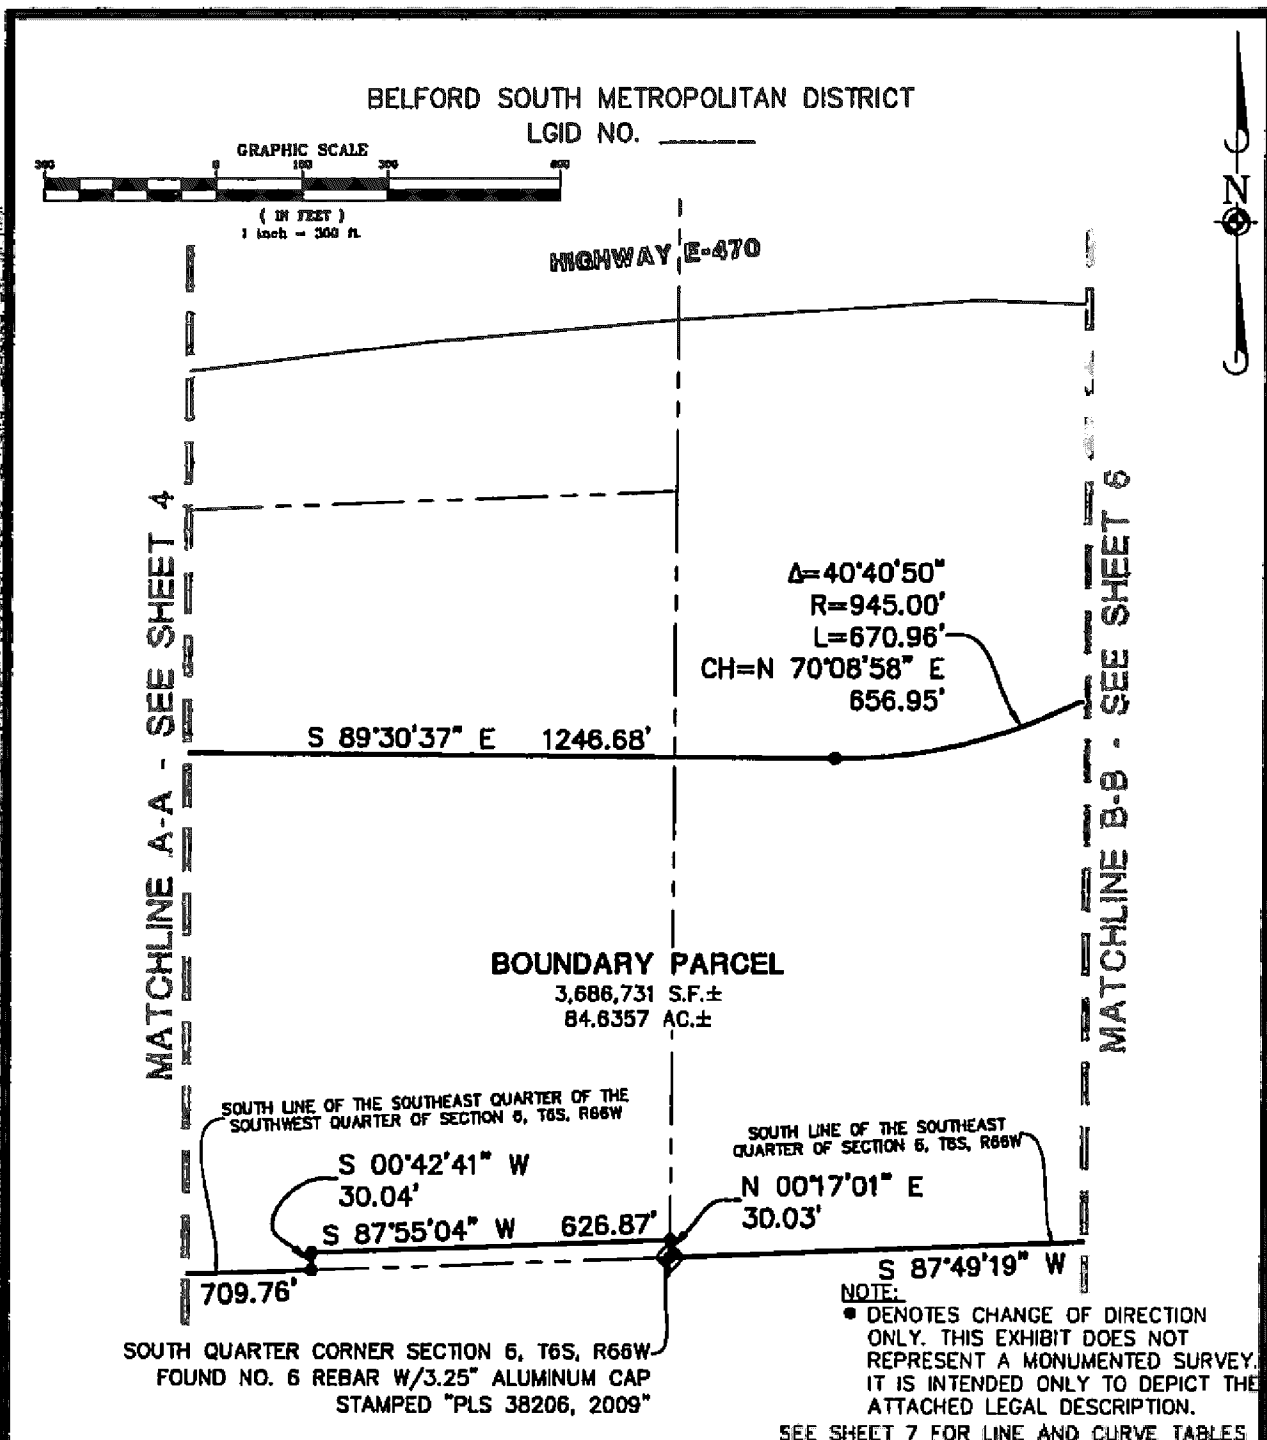 BELFORD SOUTH METROPOLITAN DISTRICT
LGID NO. ______
GRAPHIC SCALE
300 0 150 300 600
( IN FEET )
1 inch = 300 ft.
N
HIGHWAY E-470
MATCHLINE A-A - SEE SHEET 4
MATCHLINE B-B - SEE SHEET 6
Δ=40°40'50"
R=945.00'
L=670.96'
CH=N 70°08'58" E
656.95'
S 89°30'37" E 1246.68'
BOUNDARY PARCEL
3,686,731 S.F.±
84.6357 AC.±
SOUTH LINE OF THE SOUTHEAST QUARTER OF THE
SOUTHWEST QUARTER OF SECTION 6, T6S, R66W
SOUTH LINE OF THE SOUTHEAST
QUARTER OF SECTION 6, T6S, R66W
S 00°42'41" W
30.04'
N 00°17'01" E
30.03'
S 87°55'04" W 626.87'
709.76'
S 87°49'19" W
SOUTH QUARTER CORNER SECTION 6, T6S, R66W
FOUND NO. 6 REBAR W/3.25" ALUMINUM CAP
STAMPED "PLS 38206, 2009"
NOTE:
● DENOTES CHANGE OF DIRECTION
ONLY. THIS EXHIBIT DOES NOT
REPRESENT A MONUMENTED SURVEY.
IT IS INTENDED ONLY TO DEPICT THE
ATTACHED LEGAL DESCRIPTION.
SEE SHEET 7 FOR LINE AND CURVE TABLES